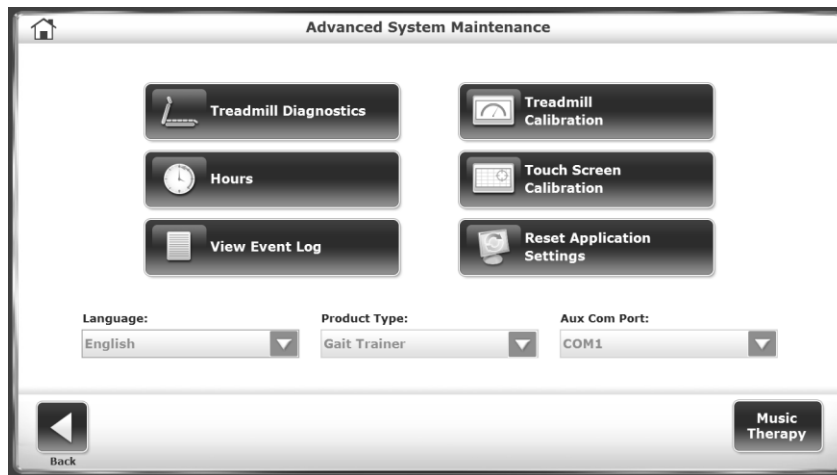 Advanced System Maintenance
Treadmill Diagnostics
Treadmill
Calibration
Hours
Touch Screen
Calibration
View Event Log
Reset Application
Settings
Language:
Product Type:
Aux Com Port:
English
Gait Trainer
COM1
Back
Music
Therapy